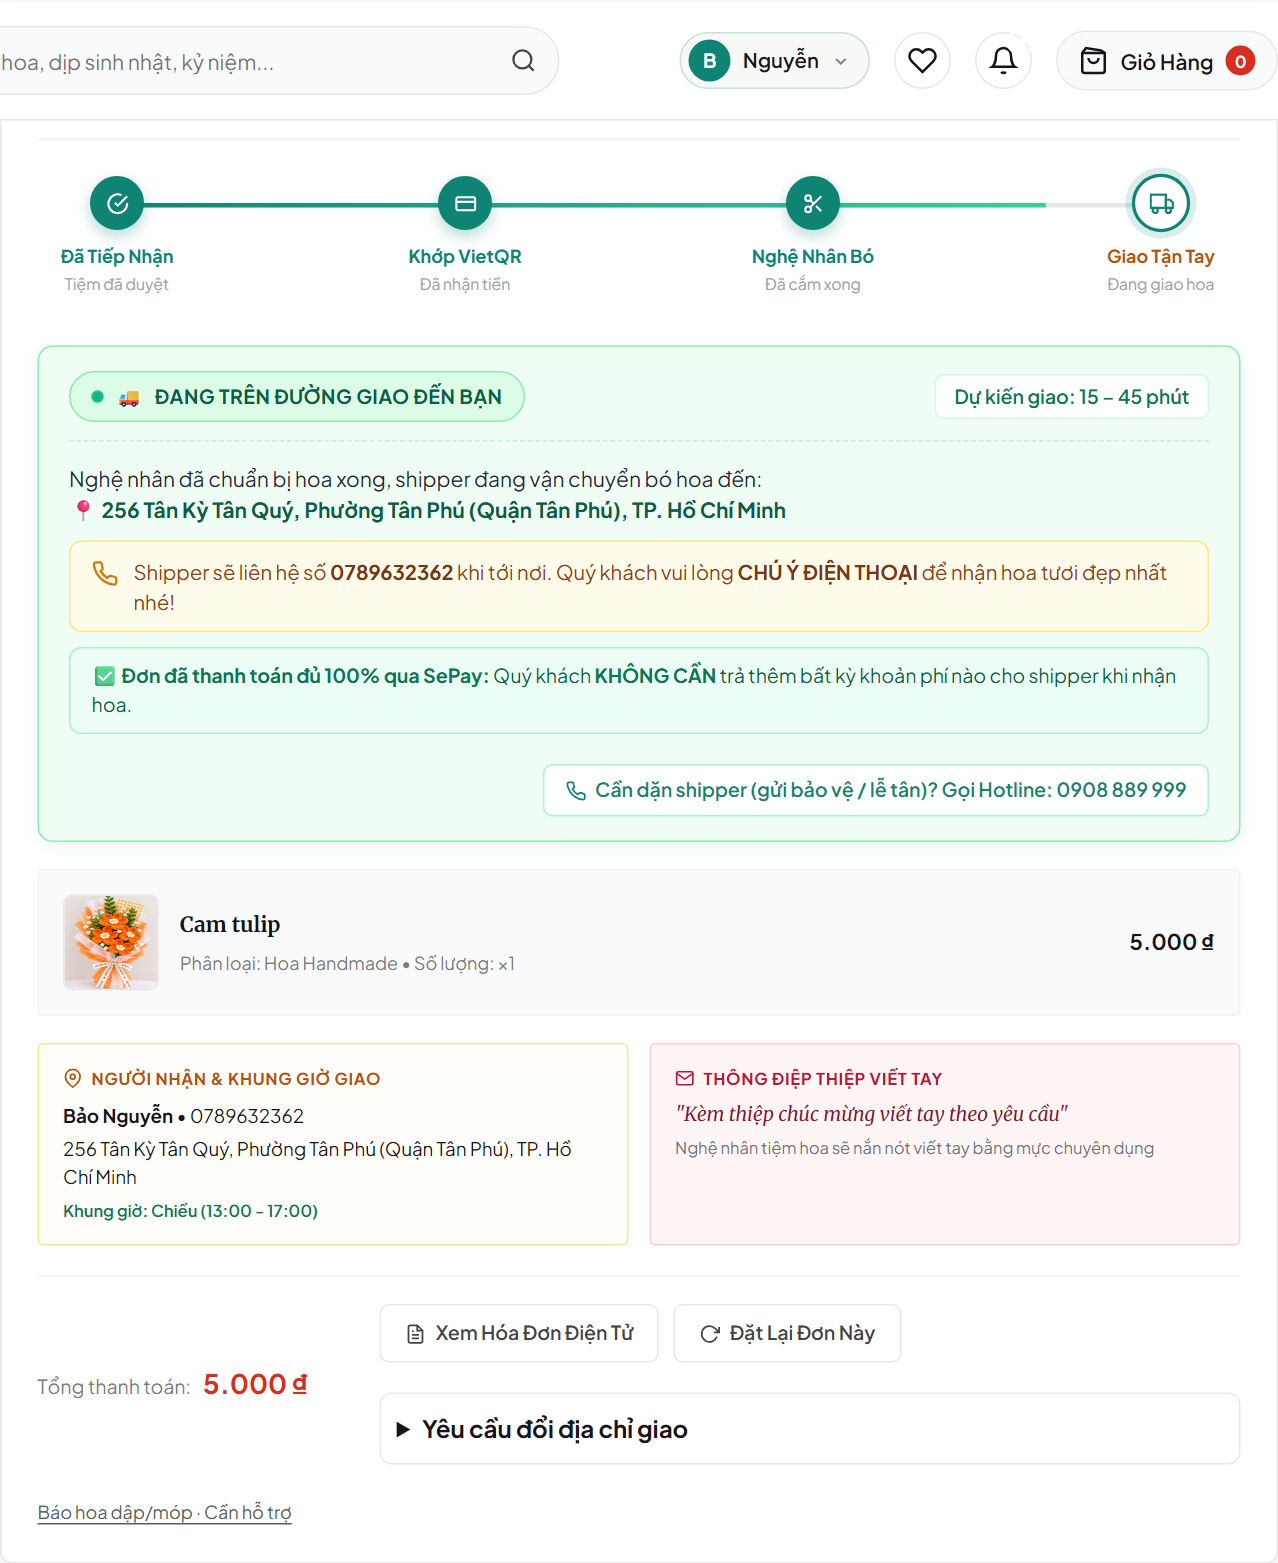 hoa, dịp sinh nhật, kỷ niệm...
B Nguyễn
Giỏ Hàng 0
Đã Tiếp Nhận
Tiệm đã duyệt
Khớp VietQR
Đã nhận tiền
Nghệ Nhân Bó
Đã cắm xong
Giao Tận Tay
Đang giao hoa
ĐANG TRÊN ĐƯỜNG GIAO ĐẾN BẠN
Dự kiến giao: 15 – 45 phút
Nghệ nhân đã chuẩn bị hoa xong, shipper đang vận chuyển bó hoa đến:
256 Tân Kỳ Tân Quý, Phường Tân Phú (Quận Tân Phú), TP. Hồ Chí Minh
Shipper sẽ liên hệ số 0789632362 khi tới nơi. Quý khách vui lòng CHÚ Ý ĐIỆN THOẠI để nhận hoa tươi đẹp nhất
nhé!
Đơn đã thanh toán đủ 100% qua SePay: Quý khách KHÔNG CẦN trả thêm bất kỳ khoản phí nào cho shipper khi nhận
hoa.
Cần dặn shipper (gửi bảo vệ / lễ tân)? Gọi Hotline: 0908 889 999
Cam tulip
Phân loại: Hoa Handmade • Số lượng: ×1
5.000 ₫
NGƯỜI NHẬN & KHUNG GIỜ GIAO
Bảo Nguyễn • 0789632362
256 Tân Kỳ Tân Quý, Phường Tân Phú (Quận Tân Phú), TP. Hồ
Chí Minh
Khung giờ: Chiều (13:00 - 17:00)
THÔNG ĐIỆP THIỆP VIẾT TAY
"Kèm thiệp chúc mừng viết tay theo yêu cầu"
Nghệ nhân tiệm hoa sẽ nắn nót viết tay bằng mực chuyên dụng
Xem Hóa Đơn Điện Tử
Đặt Lại Đơn Này
Tổng thanh toán: 5.000 ₫
Yêu cầu đổi địa chỉ giao
Báo hoa dập/móp · Cần hỗ trợ